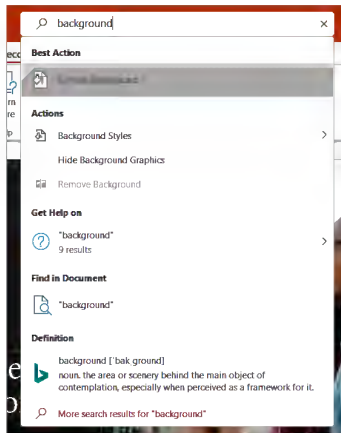 background
Best Action
Actions
Background Styles
Hide Background Graphics
Remove Background
Get Help on
"background"
9 results
Find in Document
"background"
Definition
background [ˈbak ground]
noun. the area or scenery behind the main object of
contemplation, especially when perceived as a framework for it.
More search results for "background"